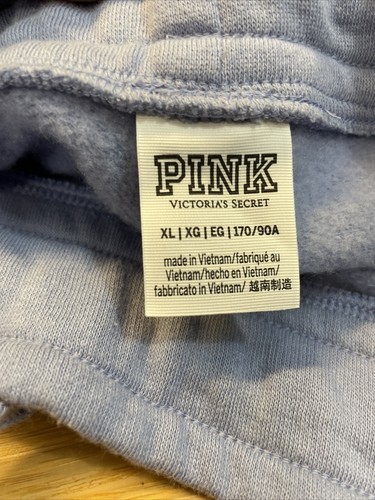 PINK
VICTORIA'S SECRET
XL | XG | EG | 170/90A
made in Vietnam/fabriqué au
Vietnam/hecho en Vietnam/
fabbricato in Vietnam/ 越南制造